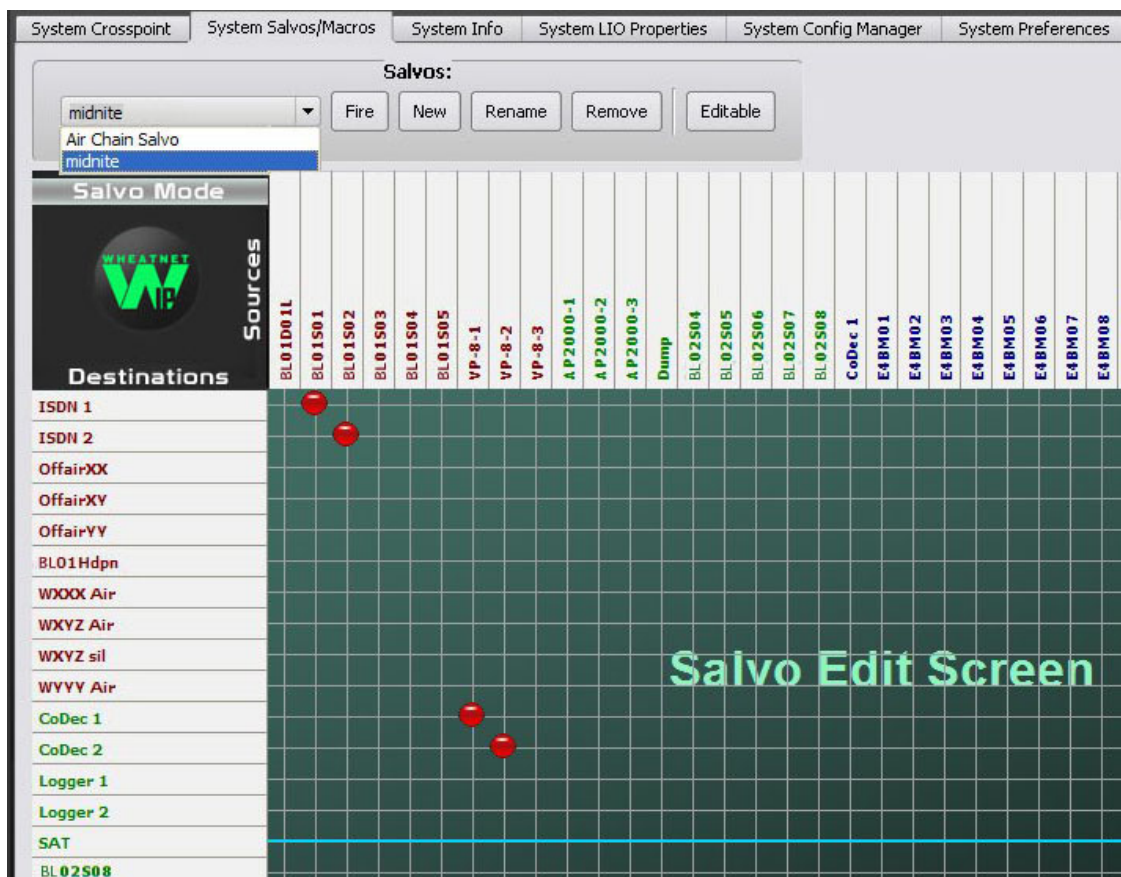 System Crosspoint System Salvos/Macros System Info System LIO Properties System Config Manager System Preferences
Salvos:
midnite Fire New Rename Remove Editable
Air Chain Salvo
midnite
Salvo Mode
WHEATNET
W IP
Sources
Destinations
BL01D01L
BL01S01
BL01S02
BL01S03
BL01S04
BL01S05
VP-8-1
VP-8-2
VP-8-3
AP2000-1
AP2000-2
AP2000-3
Dump
BL02S04
BL02S05
BL02S06
BL02S07
BL02S08
CoDec 1
E4BM01
E4BM02
E4BM03
E4BM04
E4BM05
E4BM06
E4BM07
E4BM08
ISDN 1
ISDN 2
OffairXX
OffairXY
OffairYY
BL01Hdpn
WXXX Air
WXYZ Air
WXYZ sil
WYYY Air
CoDec 1
CoDec 2
Logger 1
Logger 2
SAT
BL02S08
Salvo Edit Screen